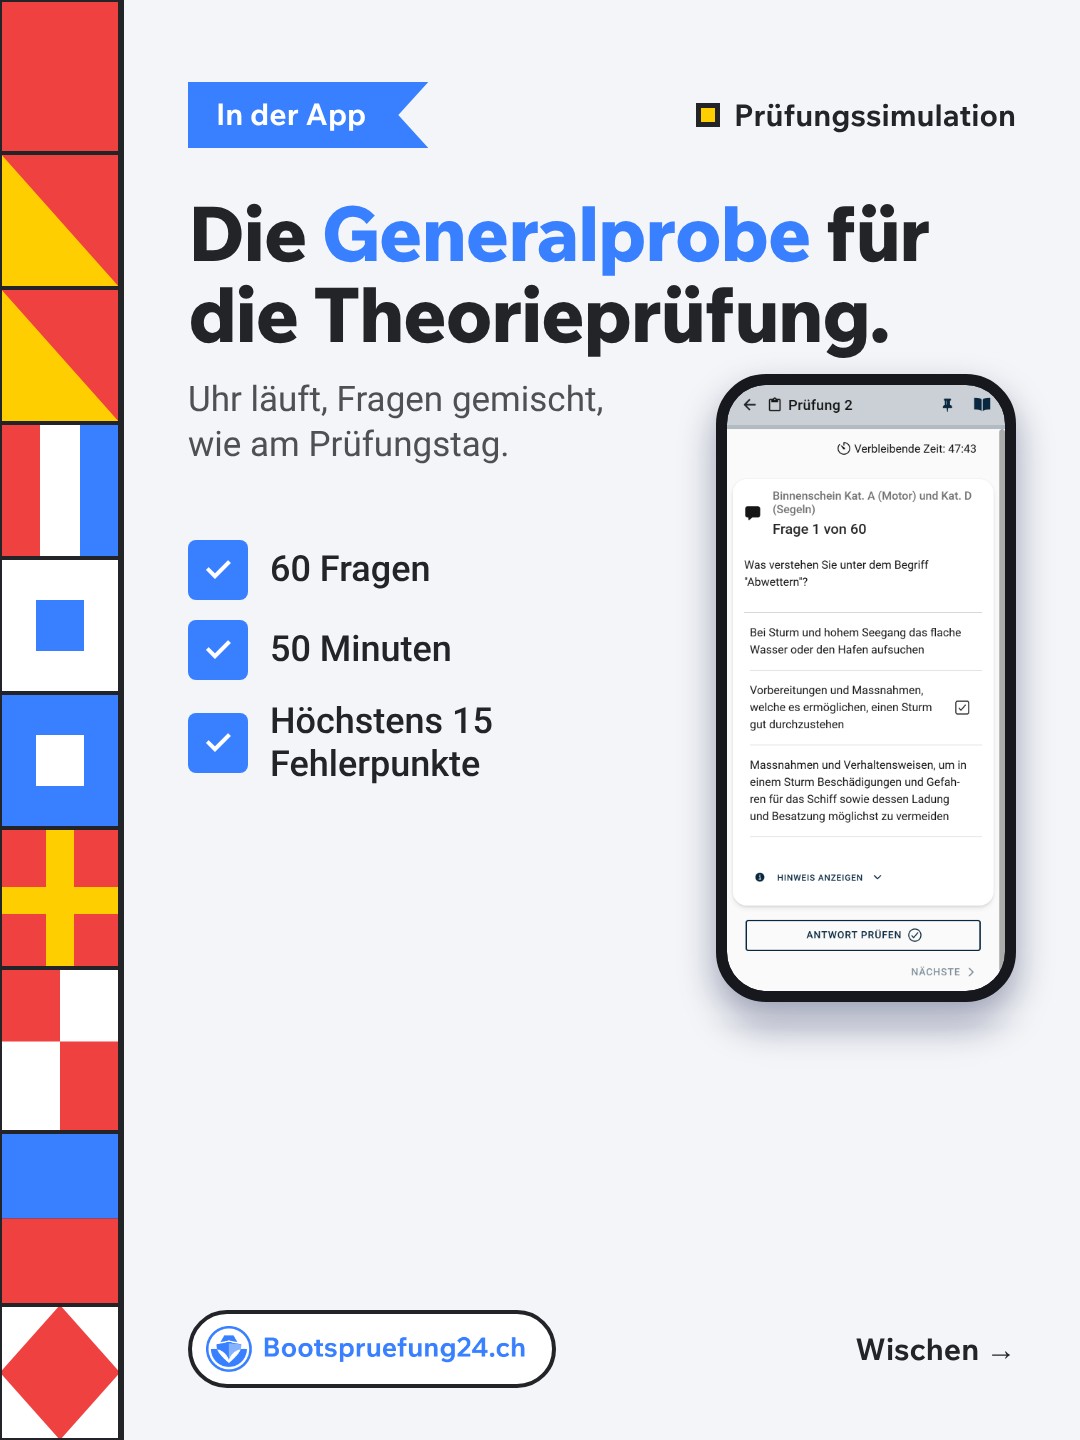 In der App
Prüfungssimulation
Die Generalprobe für
die Theorieprüfung.
Uhr läuft, Fragen gemischt,
wie am Prüfungstag.
60 Fragen
50 Minuten
Höchstens 15
Fehlerpunkte
Prüfung 2
Verbleibende Zeit: 47:43
Binnenschein Kat. A (Motor) und Kat. D
(Segeln)
Frage 1 von 60
Was verstehen Sie unter dem Begriff
"Abwettern"?
Bei Sturm und hohem Seegang das flache
Wasser oder den Hafen aufsuchen
Vorbereitungen und Massnahmen,
welche es ermöglichen, einen Sturm
gut durchzustehen
Massnahmen und Verhaltensweisen, um in
einem Sturm Beschädigungen und Gefah-
ren für das Schiff sowie dessen Ladung
und Besatzung möglichst zu vermeiden
HINWEIS ANZEIGEN
ANTWORT PRÜFEN
NÄCHSTE
Bootspruefung24.ch
Wischen →